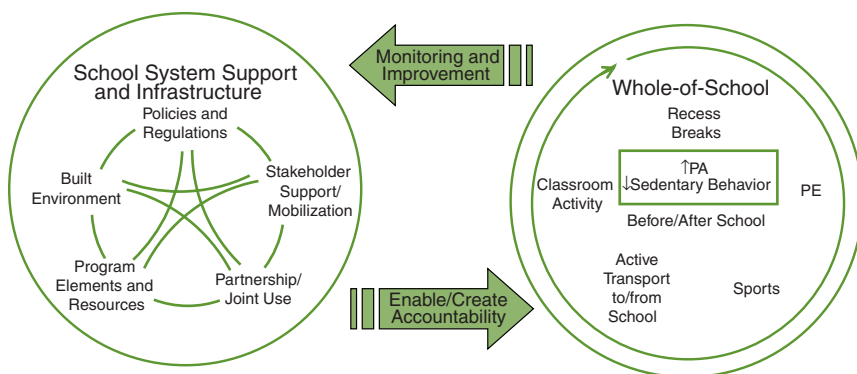 School System Support
and Infrastructure
Policies and
Regulations
Built
Environment
Stakeholder
Support/
Mobilization
Program
Elements and
Resources
Partnership/
Joint Use
Monitoring and
Improvement
Enable/Create
Accountability
Whole-of-School
Recess
Breaks
↑PA
↓Sedentary Behavior
Classroom
Activity
PE
Before/After School
Active
Transport
to/from
School
Sports